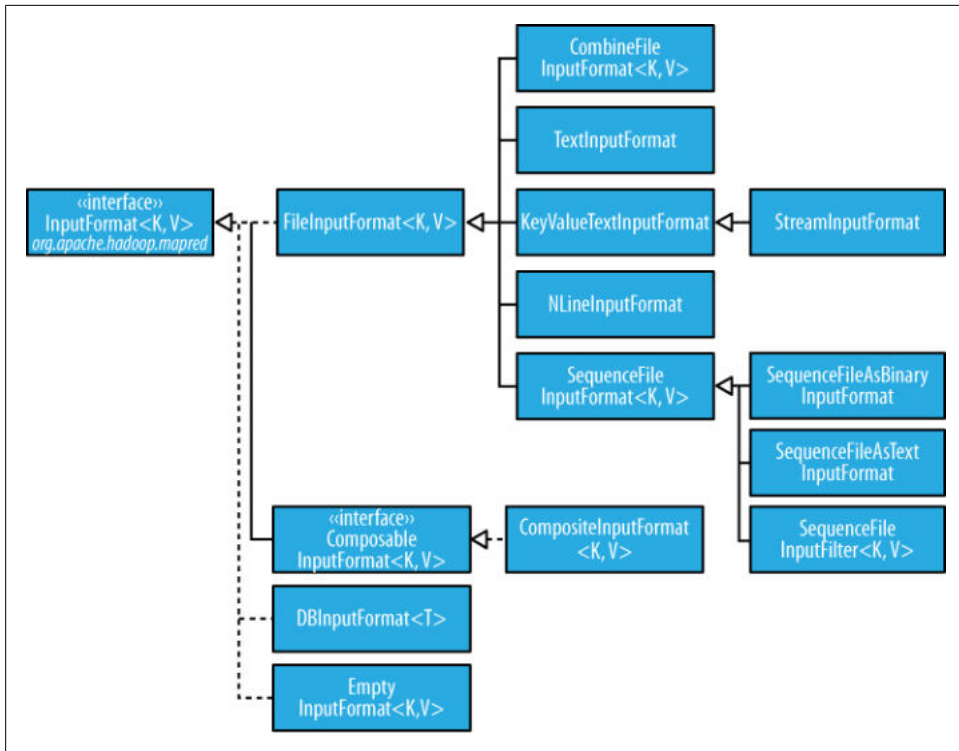 CombineFile
InputFormat<K, V>
TextInputFormat
‹‹interface››
InputFormat<K, V>
org.apache.hadoop.mapred
FileInputFormat<K, V>
KeyValueTextInputFormat
StreamInputFormat
NLineInputFormat
SequenceFile
InputFormat<K, V>
SequenceFileAsBinary
InputFormat
SequenceFileAsText
InputFormat
‹‹interface››
Composable
InputFormat<K, V>
CompositeInputFormat
<K, V>
SequenceFile
InputFilter<K, V>
DBInputFormat<T>
Empty
InputFormat<K,V>